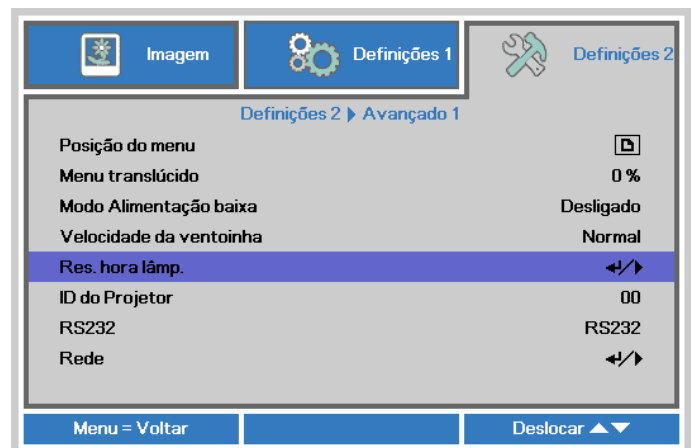 Imagem
Definições 1
Definições 2
Definições 2 Avançado 1
Posição do menu
Menu translúcido 0 %
Modo Alimentação baixa Desligado
Velocidade da ventoinha Normal
Res. hora lâmp.
ID do Projetor 00
RS232 RS232
Rede
Menu = Voltar
Deslocar